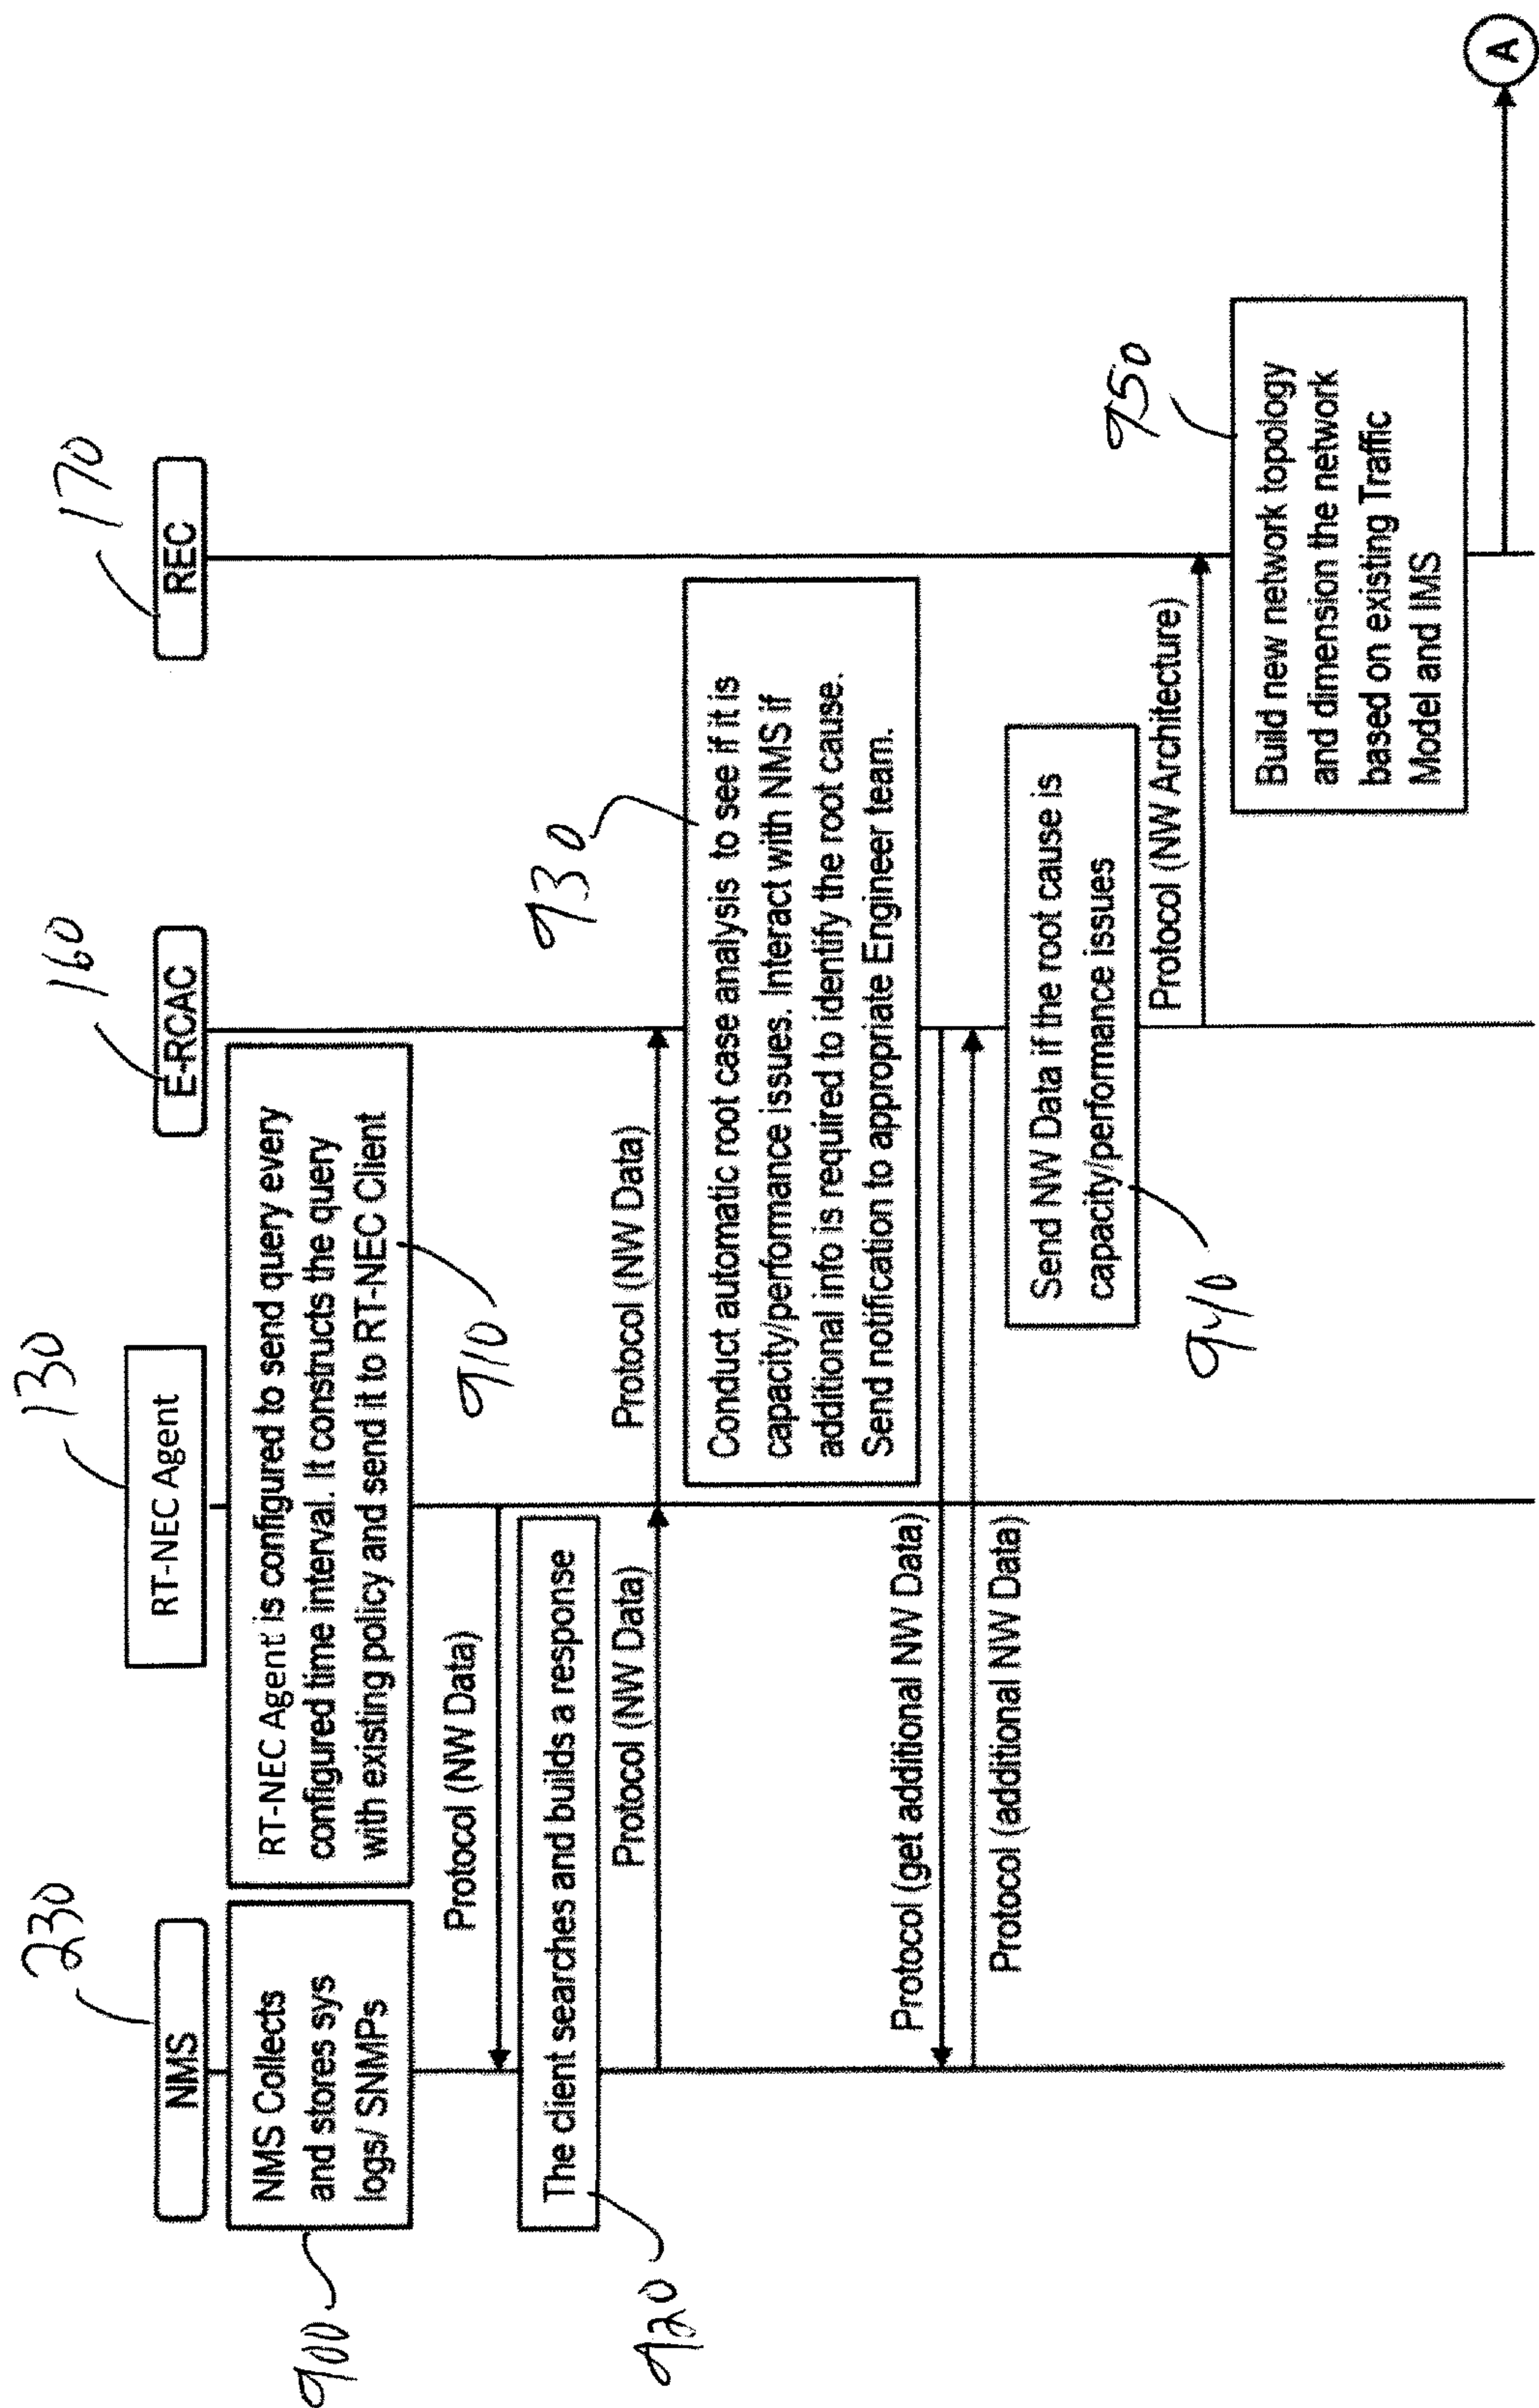 230
130
160
170
NMS
RT-NEC Agent
E-RCAC
REC
900
NMS Collects
and stores sys
logs/ SNMPs
RT-NEC Agent is configured to send query every
configured time interval. It constructs the query
with existing policy and send it to RT-NEC Client
910
Protocol (NW Data)
920
The client searches and builds a response
Protocol (NW Data)
Protocol (NW Data)
930
Conduct automatic root case analysis to see if it is
capacity/performance issues. Interact with NMS if
additional info is required to identify the root cause.
Send notification to appropriate Engineer team.
Protocol (get additional NW Data)
Protocol (additional NW Data)
Send NW Data if the root cause is
capacity/performance issues
940
Protocol (NW Architecture)
950
Build new network topology
and dimension the network
based on existing Traffic
Model and IMS
A